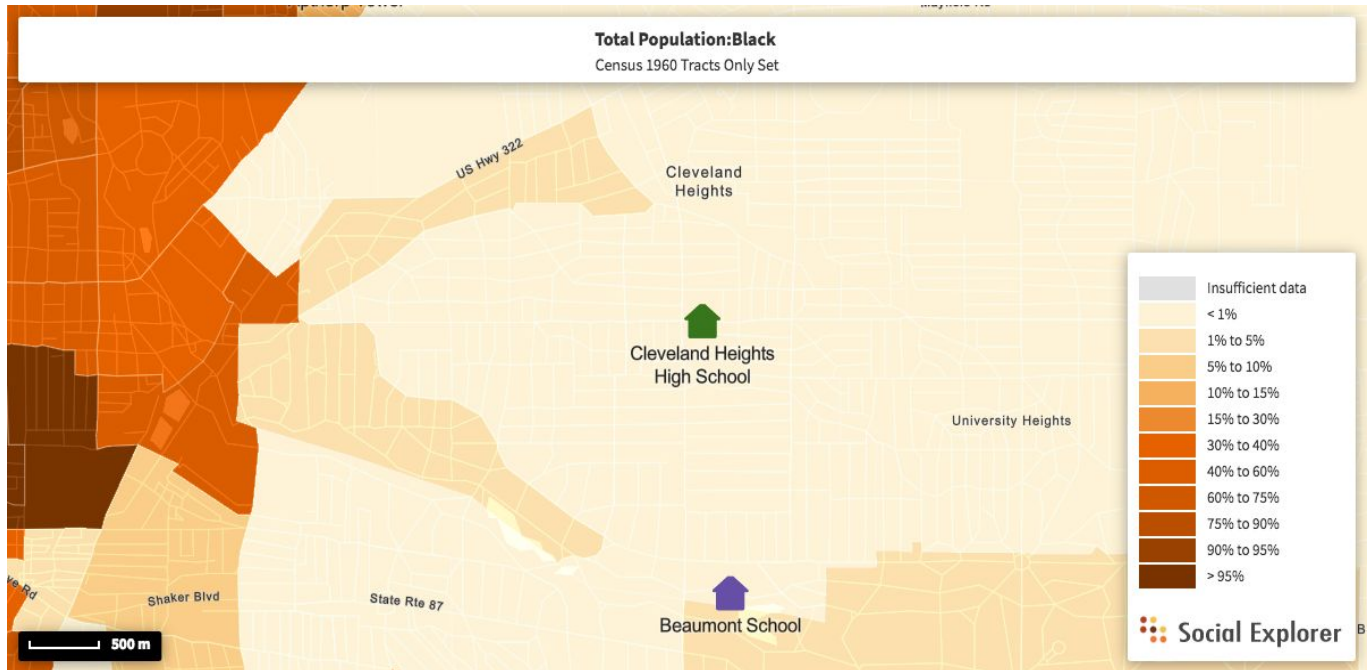 Total Population:Black
Census 1960 Tracts Only Set
US Hwy 322
Cleveland
Heights
Cleveland Heights
High School
University Heights
Shaker Blvd
State Rte 87
Beaumont School
500 m
Insufficient data
< 1%
1% to 5%
5% to 10%
10% to 15%
15% to 30%
30% to 40%
40% to 60%
60% to 75%
75% to 90%
90% to 95%
> 95%
Social Explorer